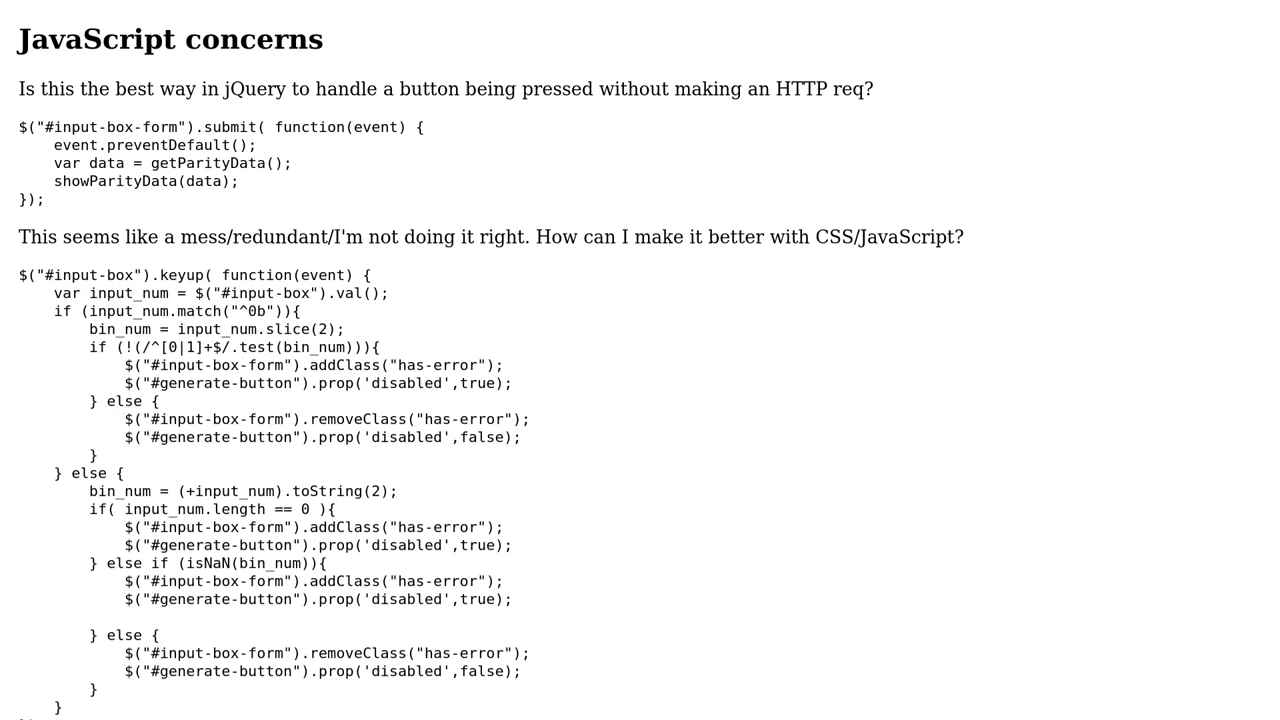 JavaScript concerns
Is this the best way in jQuery to handle a button being pressed without making an HTTP req?
$("#input-box-form").submit( function(event) {
    event.preventDefault();
    var data = getParityData();
    showParityData(data);
});
This seems like a mess/redundant/I'm not doing it right. How can I make it better with CSS/JavaScript?
$("#input-box").keyup( function(event) {
    var input_num = $("#input-box").val();
    if (input_num.match("^0b")){
        bin_num = input_num.slice(2);
        if (!(/^[0|1]+$/.test(bin_num))){
            $("#input-box-form").addClass("has-error");
            $("#generate-button").prop('disabled',true);
        } else {
            $("#input-box-form").removeClass("has-error");
            $("#generate-button").prop('disabled',false);
        }
    } else {
        bin_num = (+input_num).toString(2);
        if( input_num.length == 0 ){
            $("#input-box-form").addClass("has-error");
            $("#generate-button").prop('disabled',true);
        } else if (isNaN(bin_num)){
            $("#input-box-form").addClass("has-error");
            $("#generate-button").prop('disabled',true);

        } else {
            $("#input-box-form").removeClass("has-error");
            $("#generate-button").prop('disabled',false);
        }
    }